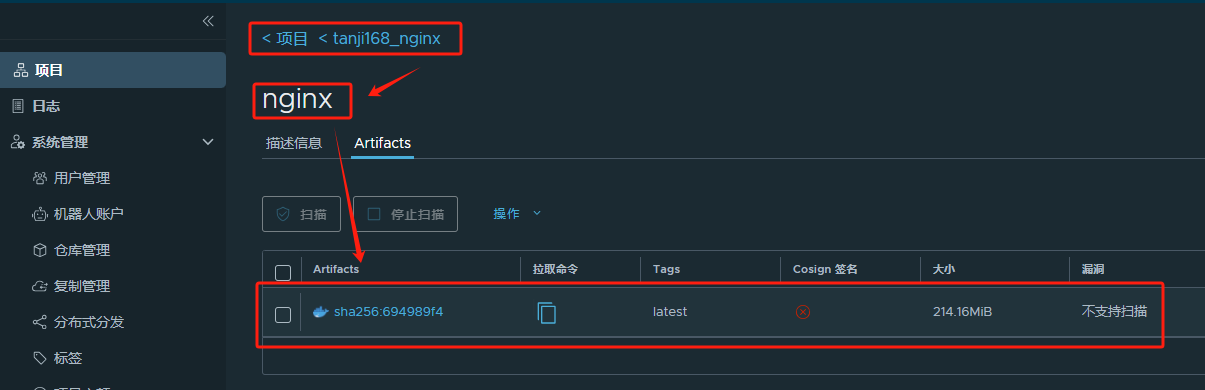 < 项目 < tanji168_nginx
项目
日志
系统管理
用户管理
机器人账户
仓库管理
复制管理
分布式分发
标签
nginx
描述信息 Artifacts
扫描 停止扫描 操作
Artifacts 拉取命令 Tags Cosign 签名 大小 漏洞
sha256:694989f4 latest 214.16MiB 不支持扫描